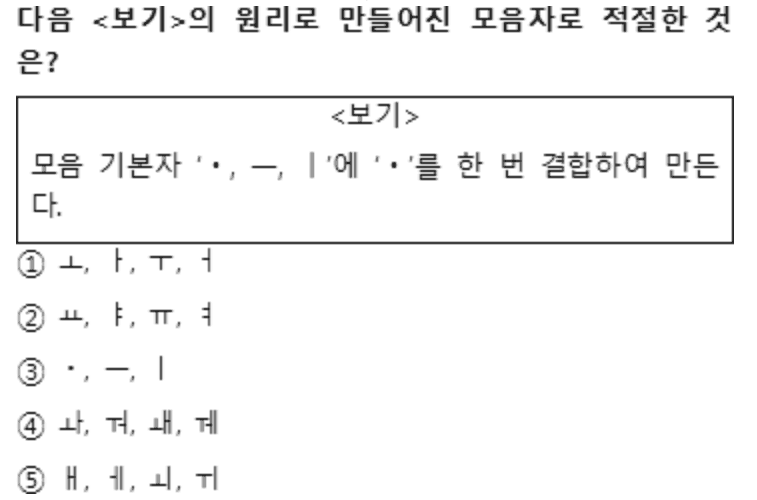 다음 <보기>의 원리로 만들어진 모음자로 적절한 것
은?
<보기>
모음 기본자 ‘ㆍ, ㅡ, ㅣ’에 ‘ㆍ’를 한 번 결합하여 만든
다.
① ㅗ, ㅏ, ㅜ, ㅓ
② ㅛ, ㅑ, ㅠ, ㅕ
③ ㆍ, ㅡ, ㅣ
④ ㅘ, ㅝ, ㅙ, ㅞ
⑤ ㅐ, ㅔ, ㅚ, ㅟ